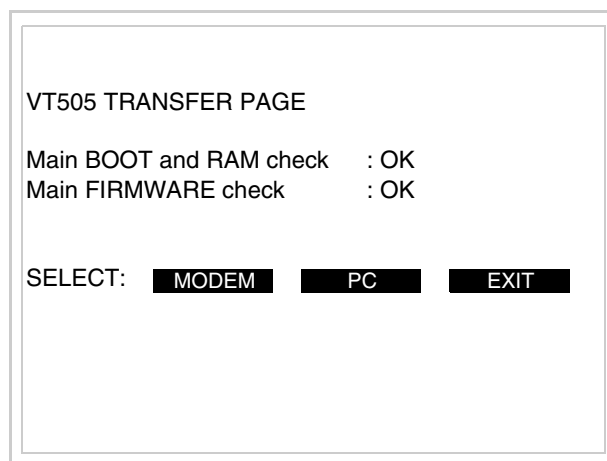 VT505 TRANSFER PAGE
Main BOOT and RAM check : OK
Main FIRMWARE check : OK
SELECT: MODEM PC EXIT